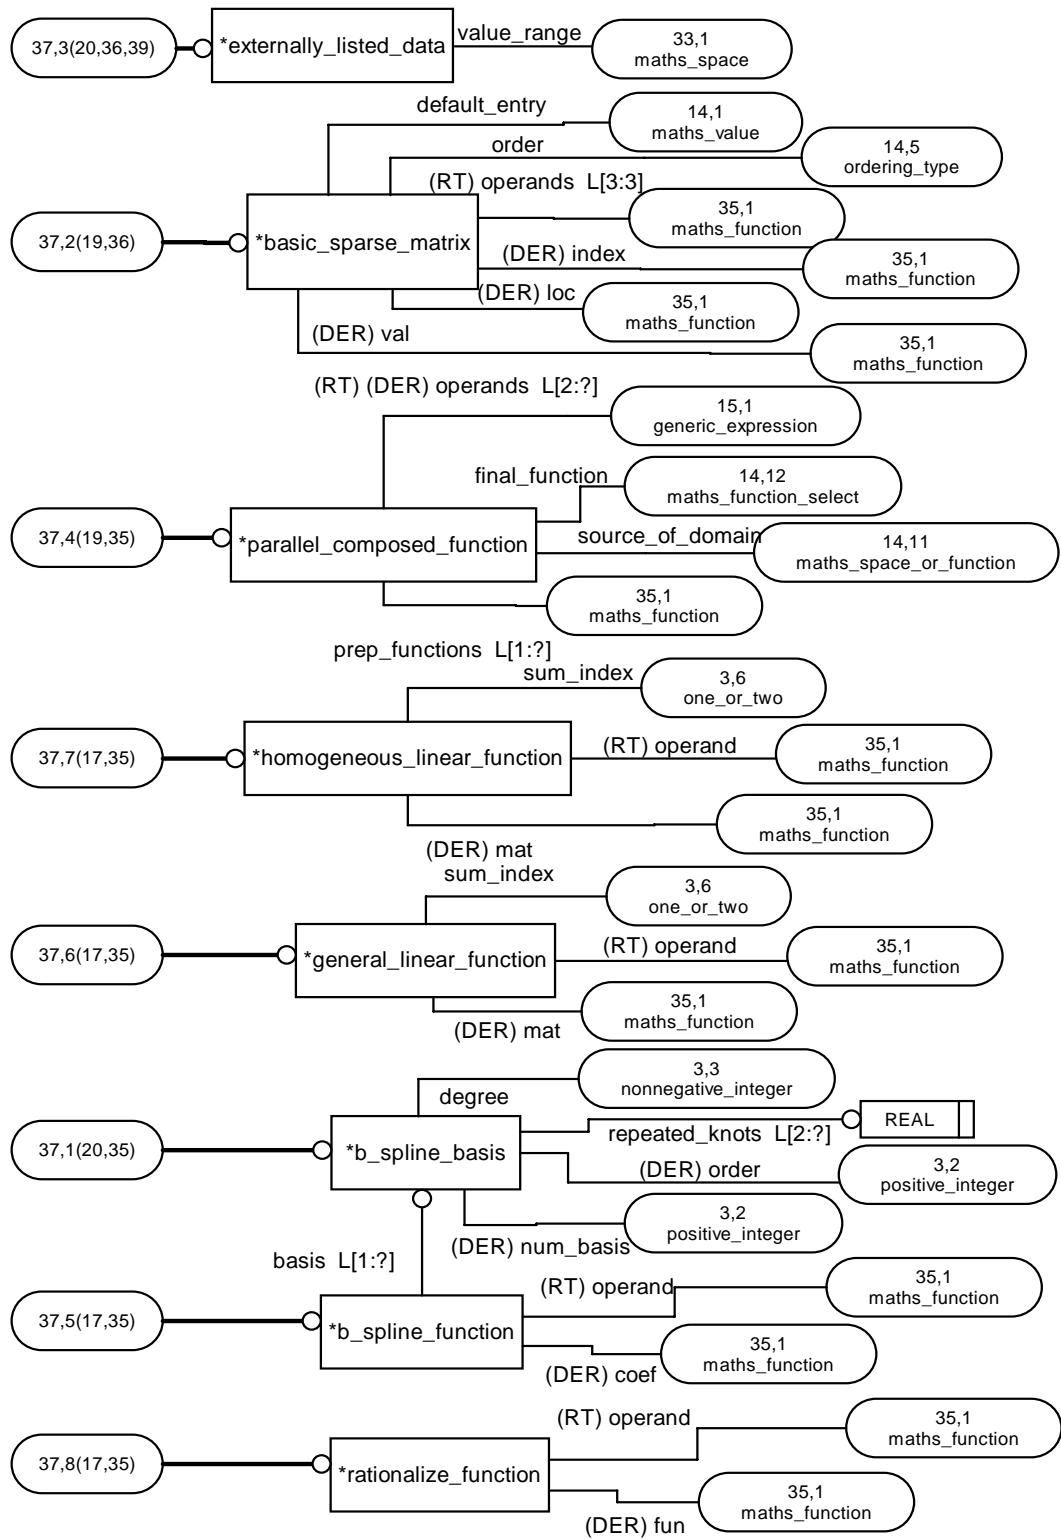 37,3(20,36,39)
*externally_listed_data
value_range
33,1
maths_space
default_entry
14,1
maths_value
order
14,5
ordering_type
(RT) operands L[3:3]
35,1
maths_function
37,2(19,36)
*basic_sparse_matrix
(DER) index
35,1
maths_function
(DER) loc
35,1
maths_function
(DER) val
35,1
maths_function
(RT) (DER) operands L[2:?]
15,1
generic_expression
final_function
14,12
maths_function_select
37,4(19,35)
*parallel_composed_function
source_of_domain
14,11
maths_space_or_function
35,1
maths_function
prep_functions L[1:?]
sum_index
3,6
one_or_two
37,7(17,35)
*homogeneous_linear_function
(RT) operand
35,1
maths_function
35,1
maths_function
(DER) mat
sum_index
3,6
one_or_two
37,6(17,35)
*general_linear_function
(RT) operand
35,1
maths_function
(DER) mat
35,1
maths_function
degree
3,3
nonnegative_integer
repeated_knots L[2:?]
REAL
37,1(20,35)
*b_spline_basis
(DER) order
3,2
positive_integer
(DER) num_basis
3,2
positive_integer
basis L[1:?]
(RT) operand
35,1
maths_function
37,5(17,35)
*b_spline_function
(DER) coef
35,1
maths_function
(RT) operand
35,1
maths_function
37,8(17,35)
*rationalize_function
(DER) fun
35,1
maths_function